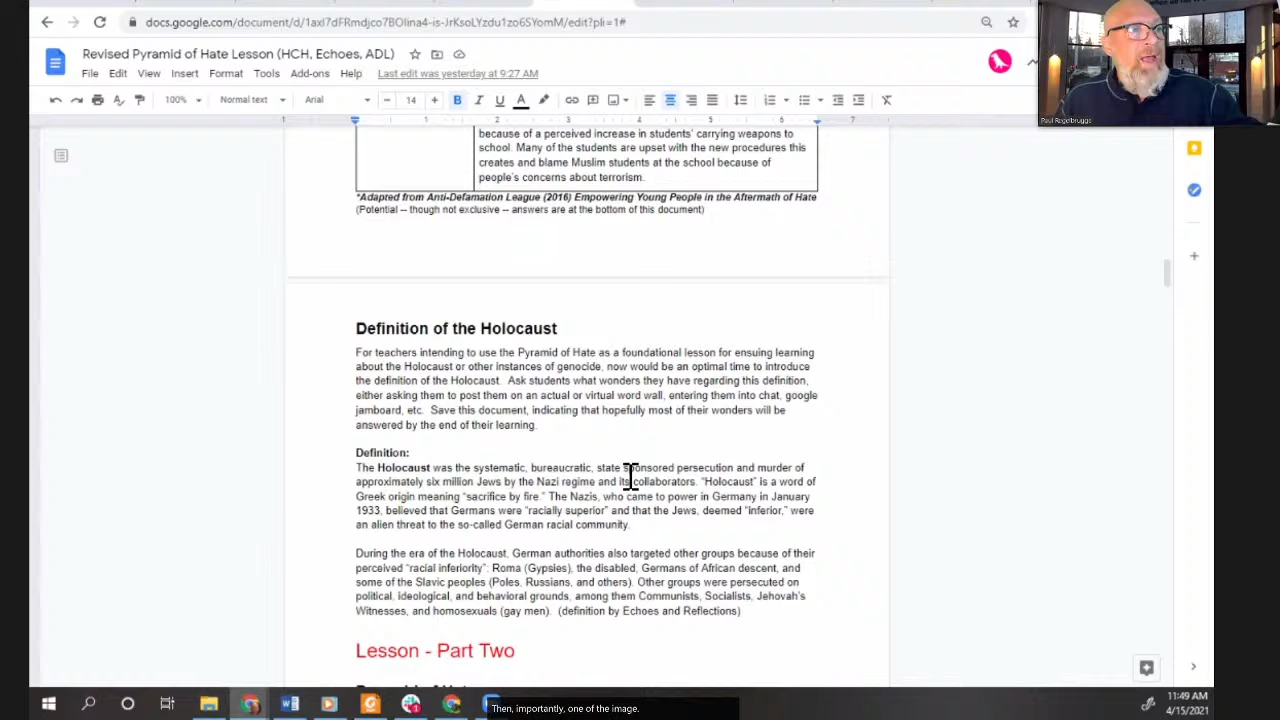 docs.google.com/document/d/1axl7dFRmdjco7BOlina4-is-JrKsoLYzdu1zo6SYomM/edit?pli=1#
Revised Pyramid of Hate Lesson (HCH, Echoes, ADL)
File Edit View Insert Format Tools Add-ons Help Last edit was yesterday at 9:27 AM
Paul Regelbrugge
100% Normal text Arial 14 B I U A
1 1 2 3 4 5 6 7
because of a perceived increase in students' carrying weapons to
school. Many of the students are upset with the new procedures this
creates and blame Muslim students at the school because of
people's concerns about terrorism.
*Adapted from Anti-Defamation League (2016) Empowering Young People in the Aftermath of Hate
(Potential -- though not exclusive -- answers are at the bottom of this document)
Definition of the Holocaust
For teachers intending to use the Pyramid of Hate as a foundational lesson for ensuing learning
about the Holocaust or other instances of genocide, now would be an optimal time to introduce
the definition of the Holocaust. Ask students what wonders they have regarding this definition,
either asking them to post them on an actual or virtual word wall, entering them into chat, google
jamboard, etc. Save this document, indicating that hopefully most of their wonders will be
answered by the end of their learning.
Definition:
The Holocaust was the systematic, bureaucratic, state sponsored persecution and murder of
approximately six million Jews by the Nazi regime and its collaborators. "Holocaust" is a word of
Greek origin meaning "sacrifice by fire." The Nazis, who came to power in Germany in January
1933, believed that Germans were "racially superior" and that the Jews, deemed "inferior," were
an alien threat to the so-called German racial community.
During the era of the Holocaust, German authorities also targeted other groups because of their
perceived "racial inferiority": Roma (Gypsies), the disabled, Germans of African descent, and
some of the Slavic peoples (Poles, Russians, and others). Other groups were persecuted on
political, ideological, and behavioral grounds, among them Communists, Socialists, Jehovah's
Witnesses, and homosexuals (gay men). (definition by Echoes and Reflections)
Lesson - Part Two
Then, importantly, one of the image.
11:49 AM
4/15/2021